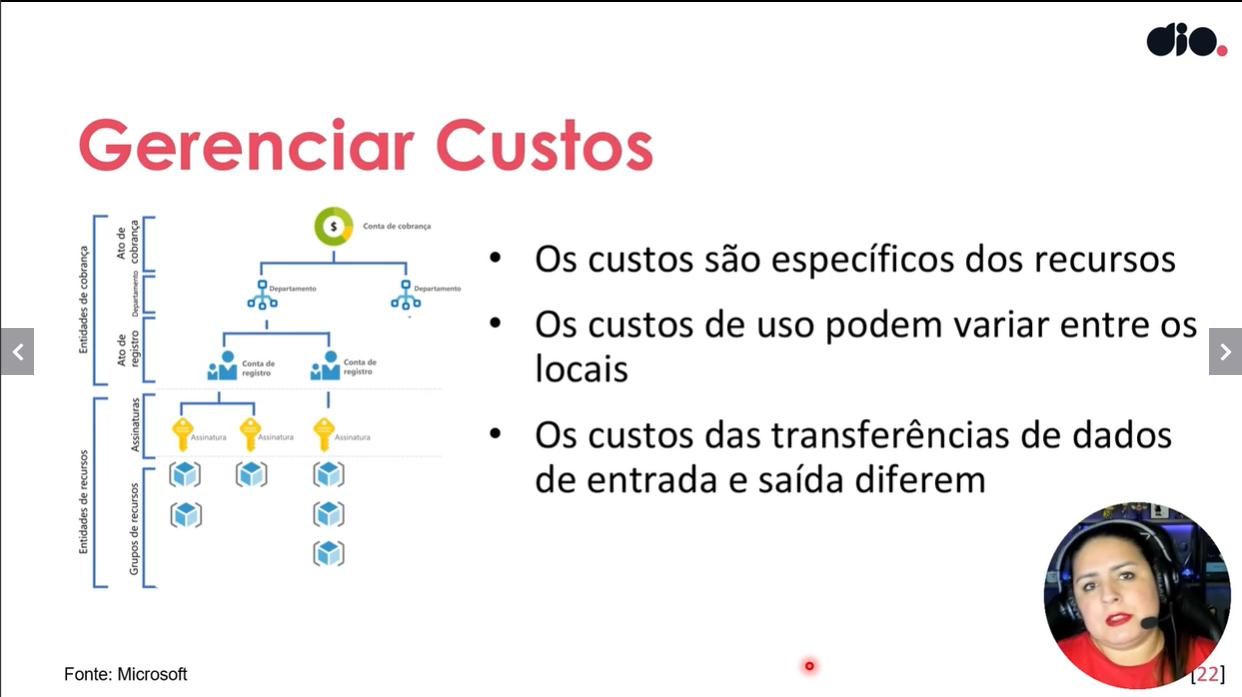 dio.
Gerenciar Custos
Entidades de cobrança
Ato de
cobrança
Departamento
Ato de
registro
Conta de cobrança
Departamento
Departamento
Conta de
registro
Conta de
registro
Entidades de recursos
Assinaturas
Grupos de recursos
Assinatura
Assinatura
Assinatura
• Os custos são específicos dos recursos
• Os custos de uso podem variar entre os
locais
• Os custos das transferências de dados
de entrada e saída diferem
Fonte: Microsoft
[22]